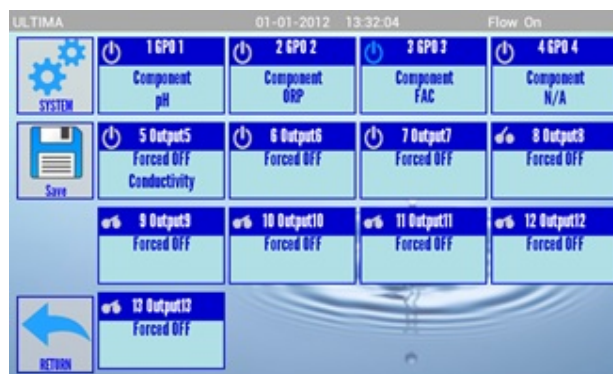 ULTIMA 01-01-2012 13:32:04 Flow On
1 GPO 1 2 GPO 2 3 GPO 3 4 GPO 4
Component Component Component Component
SYSTEM pH ORP FAC N/A
5 Output5 6 Output6 7 Output7 8 Output8
Forced OFF Forced OFF Forced OFF Forced OFF
Save Conductivity
9 Output9 10 Output10 11 Output11 12 Output12
Forced OFF Forced OFF Forced OFF Forced OFF
13 Output13
Forced OFF
RETURN